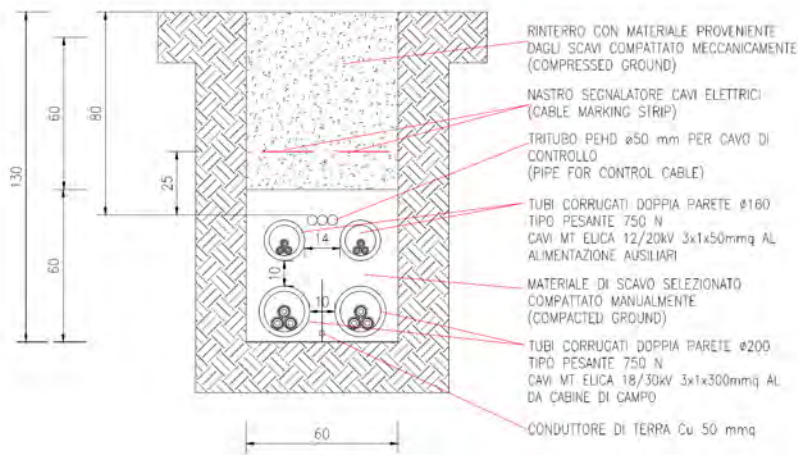 RINTERRO CON MATERIALE PROVENIENTE
DAGLI SCAVI COMPATTATO MECCANICAMENTE
(COMPRESSED GROUND)
NASTRO SEGNALATORE CAVI ELETTRICI
(CABLE MARKING STRIP)
TRITUBO PEHD ø50 mm PER CAVO DI
CONTROLLO
(PIPE FOR CONTROL CABLE)
TUBI CORRUGATI DOPPIA PARETE ø160
TIPO PESANTE 750 N
CAVI MT ELICA 12/20kV 3x1x50mmq AL
ALIMENTAZIONE AUSILIARI
MATERIALE DI SCAVO SELEZIONATO
COMPATTATO MANUALMENTE
(COMPACTED GROUND)
TUBI CORRUGATI DOPPIA PARETE ø200
TIPO PESANTE 750 N
CAVI MT ELICA 18/30kV 3x1x300mmq AL
DA CABINE DI CAMPO
CONDUTTORE DI TERRA Cu 50 mmq
130
60
60
80
25
14
10
10
60